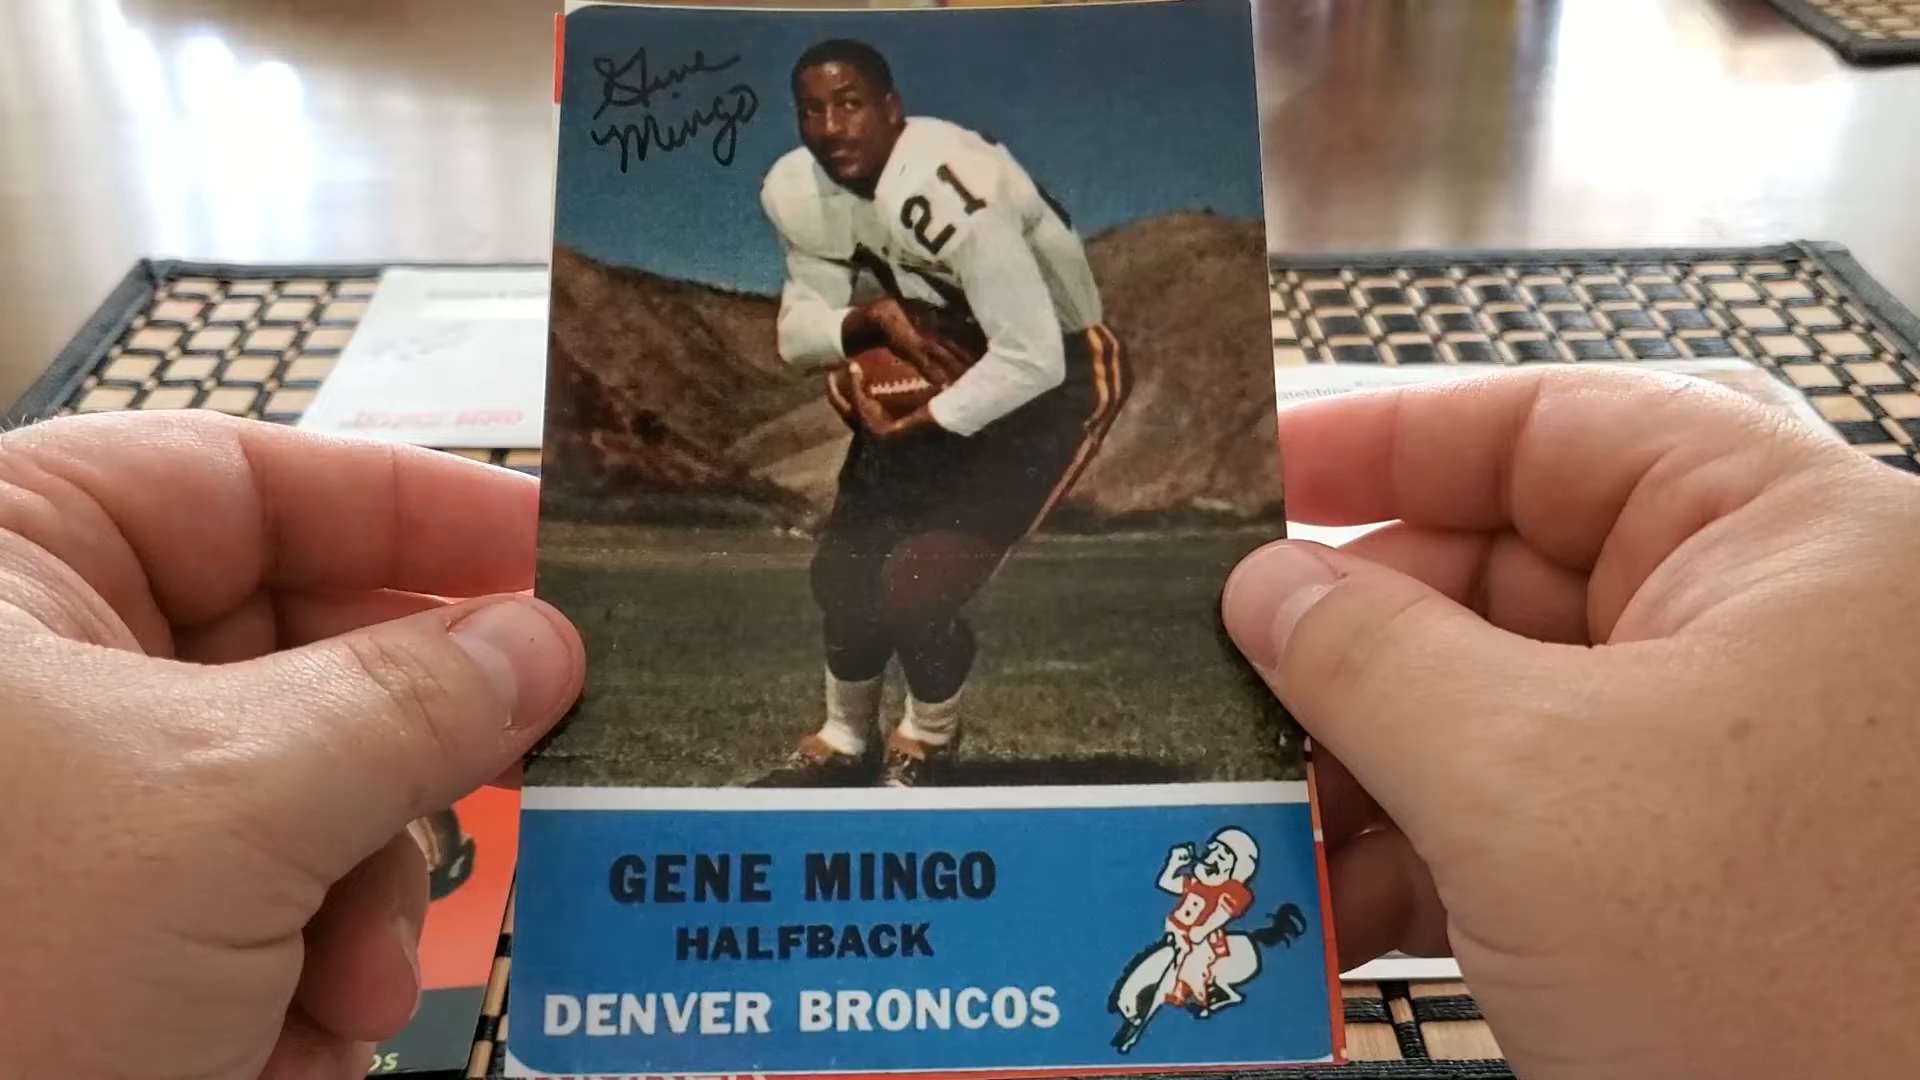 Gene
Mingo
21
GENE MINGO
HALFBACK
DENVER BRONCOS
B